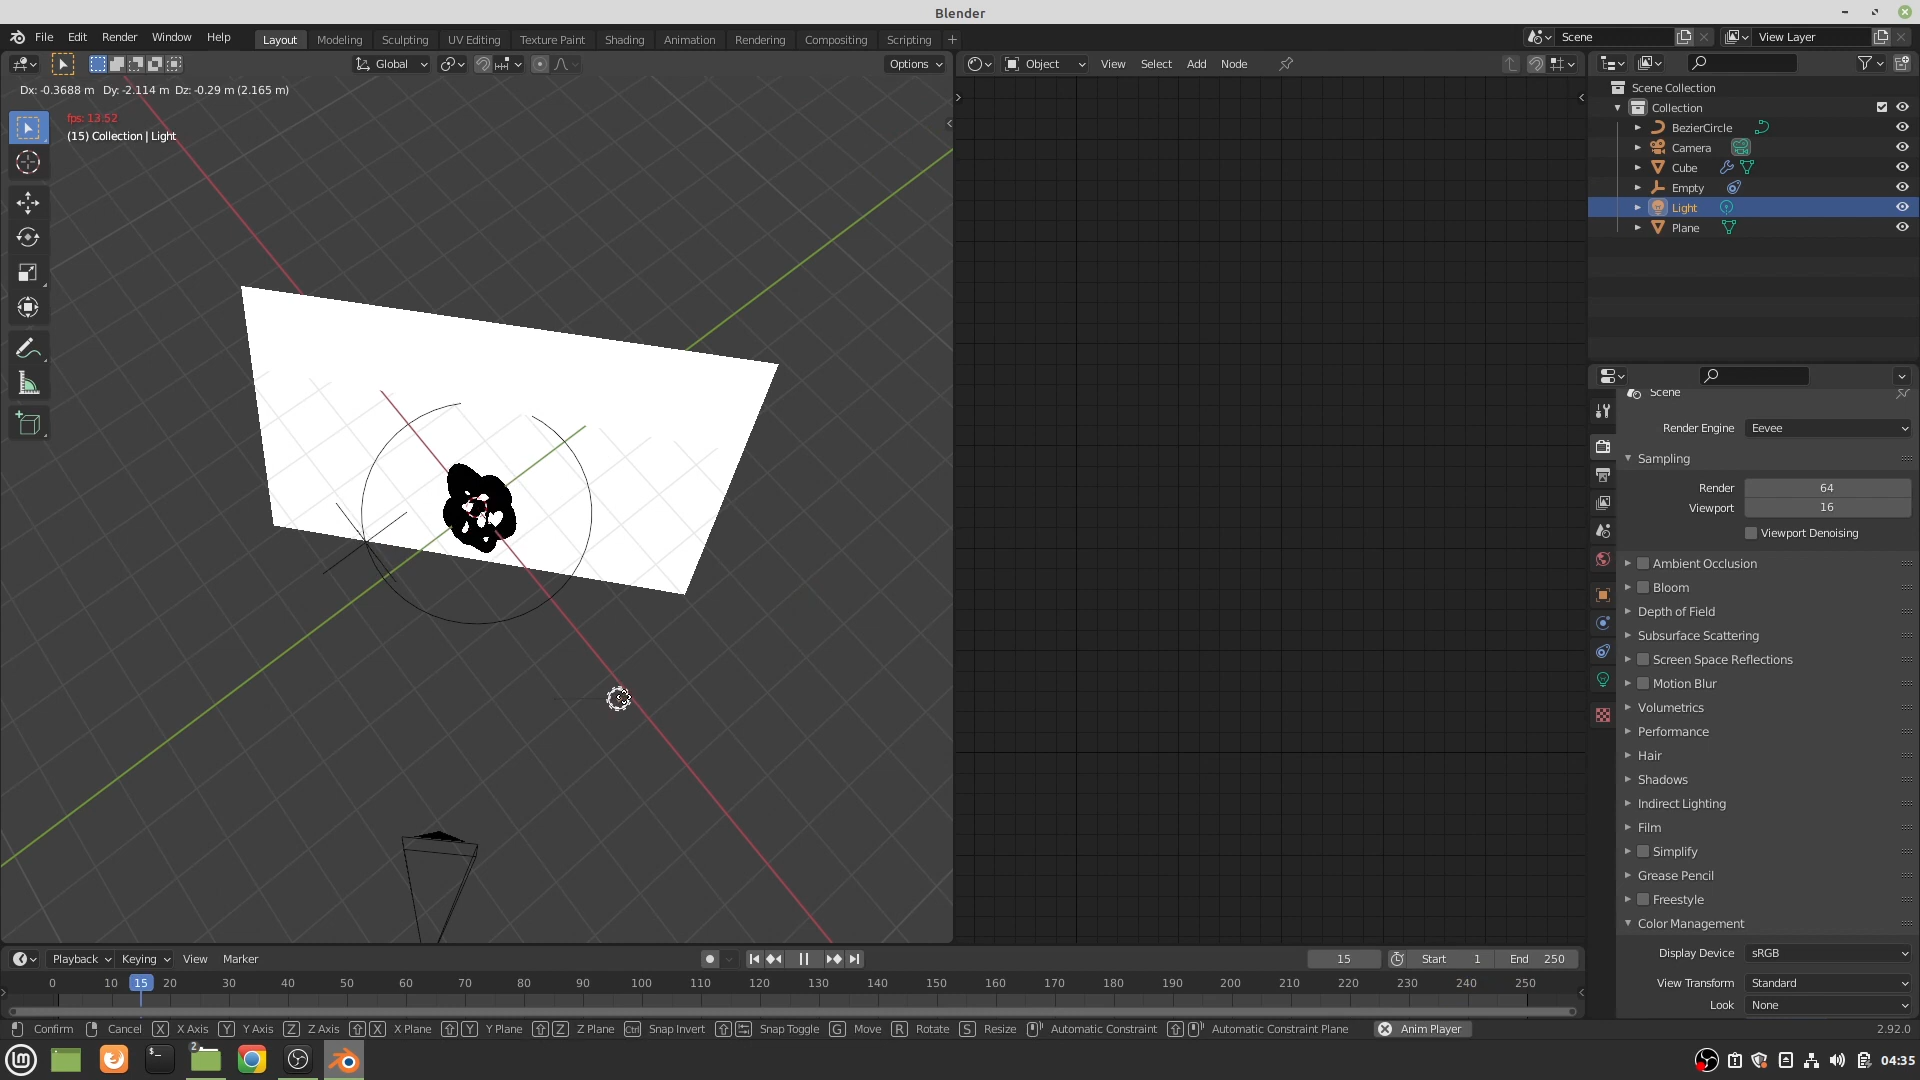 Blender
File Edit Render Window Help
Layout Modeling Sculpting UV Editing Texture Paint Shading Animation Rendering Compositing Scripting +
Scene
View Layer
Global
Options
Object View Select Add Node
Dx: -0.3688 m Dy: -2.114 m Dz: -0.29 m (2.165 m)
fps: 13.52
(15) Collection | Light
Scene Collection
Collection
BezierCircle
Camera
Cube
Empty
Light
Plane
Scene
Render Engine Eevee
Sampling
Render 64
Viewport 16
Viewport Denoising
Ambient Occlusion
Bloom
Depth of Field
Subsurface Scattering
Screen Space Reflections
Motion Blur
Volumetrics
Performance
Hair
Shadows
Indirect Lighting
Film
Simplify
Grease Pencil
Freestyle
Color Management
Display Device sRGB
View Transform Standard
Look None
Playback Keying View Marker
15 Start 1 End 250
0 10 15 20 30 40 50 60 70 80 90 100 110 120 130 140 150 160 170 180 190 200 210 220 230 240 250
Confirm Cancel X X Axis Y Y Axis Z Z Axis X X Plane Y Y Plane Z Z Plane Ctrl Snap Invert Snap Toggle G Move R Rotate S Resize Automatic Constraint Automatic Constraint Plane Anim Player 2.92.0
2
04:35